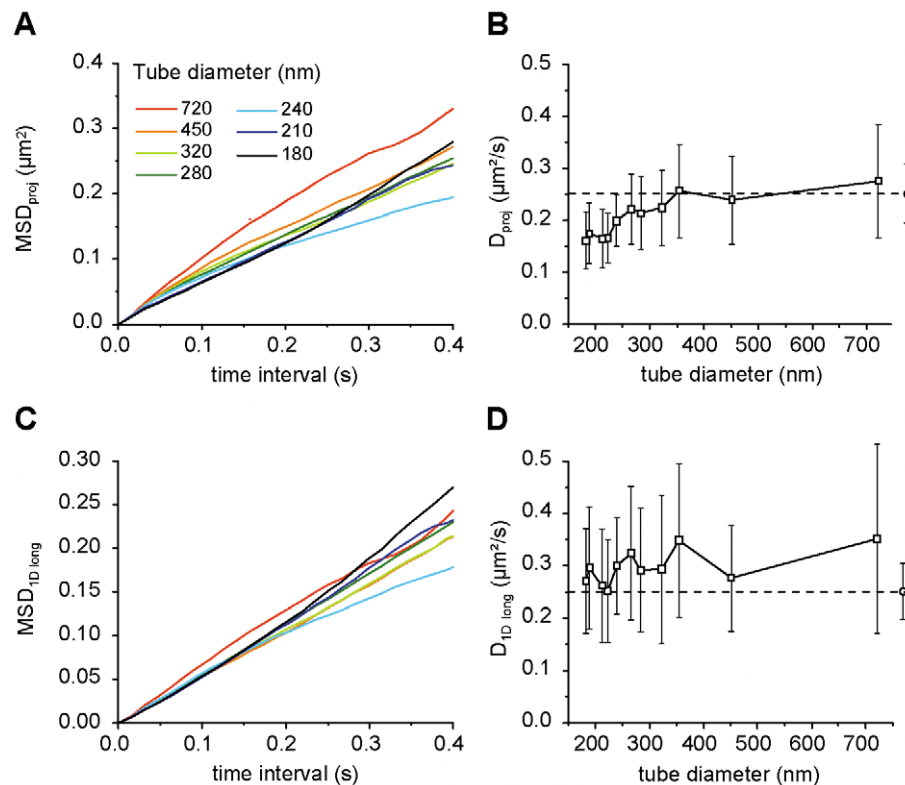 A
MSDproj (µm²)
0.4
0.3
0.2
0.1
0.0
Tube diameter (nm)
720 240
450 210
320 180
280
0.0 0.1 0.2 0.3 0.4
time interval (s)
B
Dproj (µm²/s)
0.5
0.4
0.3
0.2
0.1
0.0
200 300 400 500 600 700
tube diameter (nm)
C
MSD1D long
0.30
0.25
0.20
0.15
0.10
0.05
0.00
0.0 0.1 0.2 0.3 0.4
time interval (s)
D
D1D long (µm²/s)
0.5
0.4
0.3
0.2
0.1
0.0
200 300 400 500 600 700
tube diameter (nm)